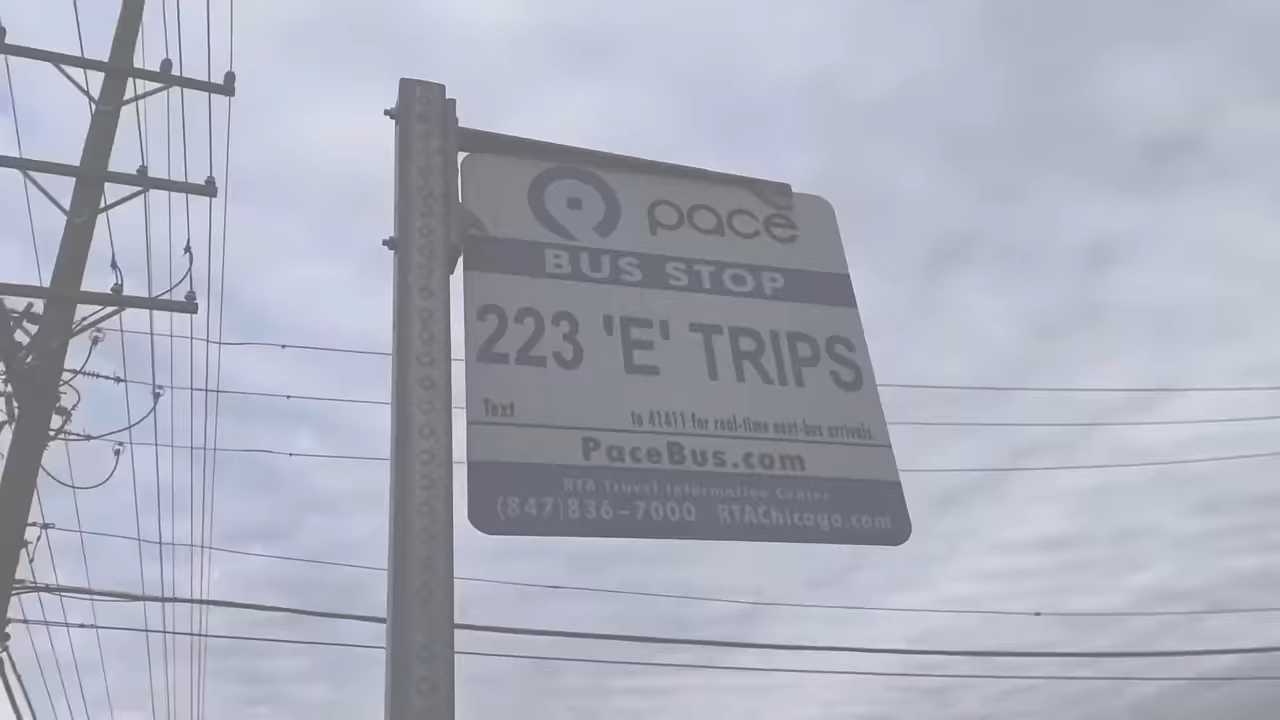 pace
BUS STOP
223 'E' TRIPS
Text to 41411 for real-time next-bus arrivals
PaceBus.com
RTA Travel Information Center
(847)836-7000 RTAChicago.com